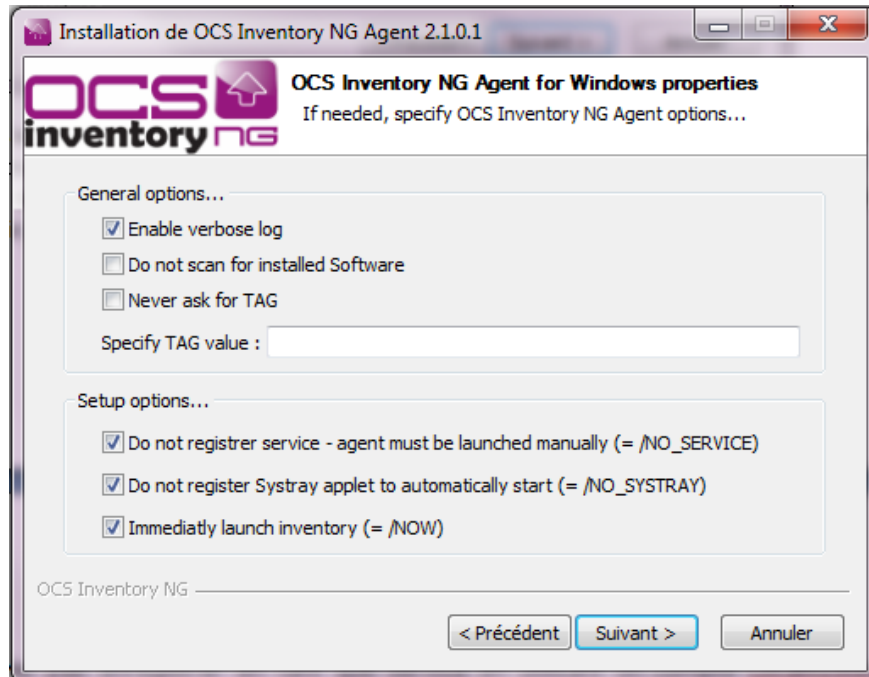 Installation de OCS Inventory NG Agent 2.1.0.1
OCS
inventory NG
OCS Inventory NG Agent for Windows properties
If needed, specify OCS Inventory NG Agent options...
General options...
Enable verbose log
Do not scan for installed Software
Never ask for TAG
Specify TAG value :
Setup options...
Do not registrer service - agent must be launched manually (= /NO_SERVICE)
Do not register Systray applet to automatically start (= /NO_SYSTRAY)
Immediatly launch inventory (= /NOW)
OCS Inventory NG
< Précédent
Suivant >
Annuler